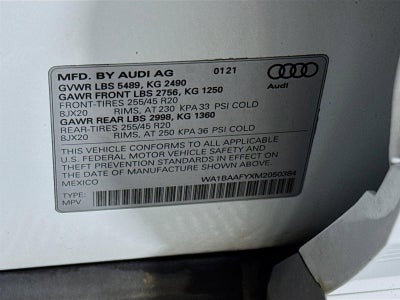 MFD. BY AUDI AG 0121
GVWR LBS 5489, KG 2490
GAWR FRONT LBS 2756, KG 1250
FRONT-TIRES 255/45 R20
8JX20 RIMS, AT 230 KPA 33 PSI COLD
GAWR REAR LBS 2998, KG 1360
REAR-TIRES 255/45 R20
8JX20 RIMS, AT 250 KPA 36 PSI COLD
Audi
THIS VEHICLE CONFORMS TO ALL APPLICABLE
U.S. FEDERAL MOTOR VEHICLE SAFETY AND
THEFT PREVENTION STANDARDS IN EFFECT ON
THE DATE OF MANUFACTURE SHOWN ABOVE.
MEXICO
TYPE: WA1BAAFYXM2050384
MPV